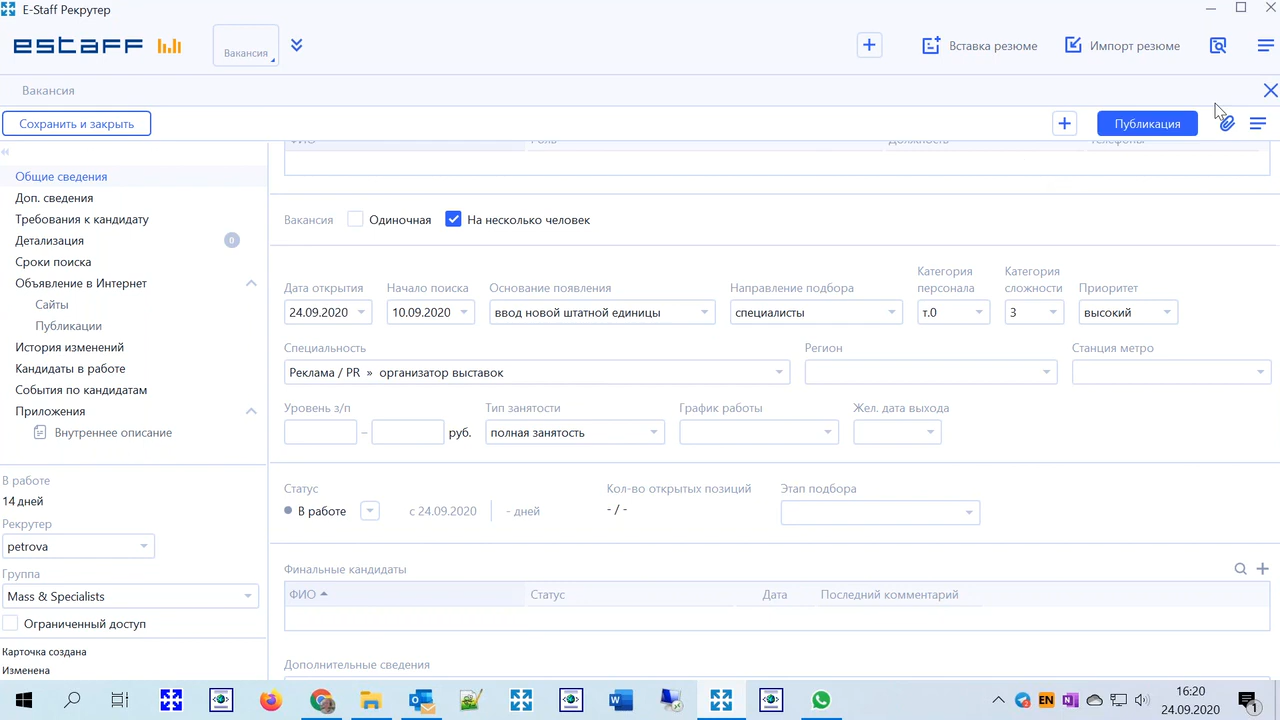 E-Staff Рекрутер
estaff
Вакансия
Вставка резюме
Импорт резюме
Вакансия
Сохранить и закрыть
Публикация
Общие сведения
Доп. сведения
Требования к кандидату
Детализация 0
Сроки поиска
Объявление в Интернет
Сайты
Публикации
История изменений
Кандидаты в работе
События по кандидатам
Приложения
Внутреннее описание
В работе
14 дней
Рекрутер
petrova
Группа
Mass & Specialists
Ограниченный доступ
Карточка создана
Изменена
ФИО Роль Должность Телефоны
Вакансия Одиночная На несколько человек
Дата открытия Начало поиска Основание появления Направление подбора Категория персонала Категория сложности Приоритет
24.09.2020 10.09.2020 ввод новой штатной единицы специалисты т.0 3 высокий
Специальность Регион Станция метро
Реклама / PR » организатор выставок
Уровень з/п Тип занятости График работы Жел. дата выхода
– руб. полная занятость
Статус Кол-во открытых позиций Этап подбора
В работе с 24.09.2020 - дней - / -
Финальные кандидаты
ФИО Статус Дата Последний комментарий
Дополнительные сведения
EN
16:20
24.09.2020
1